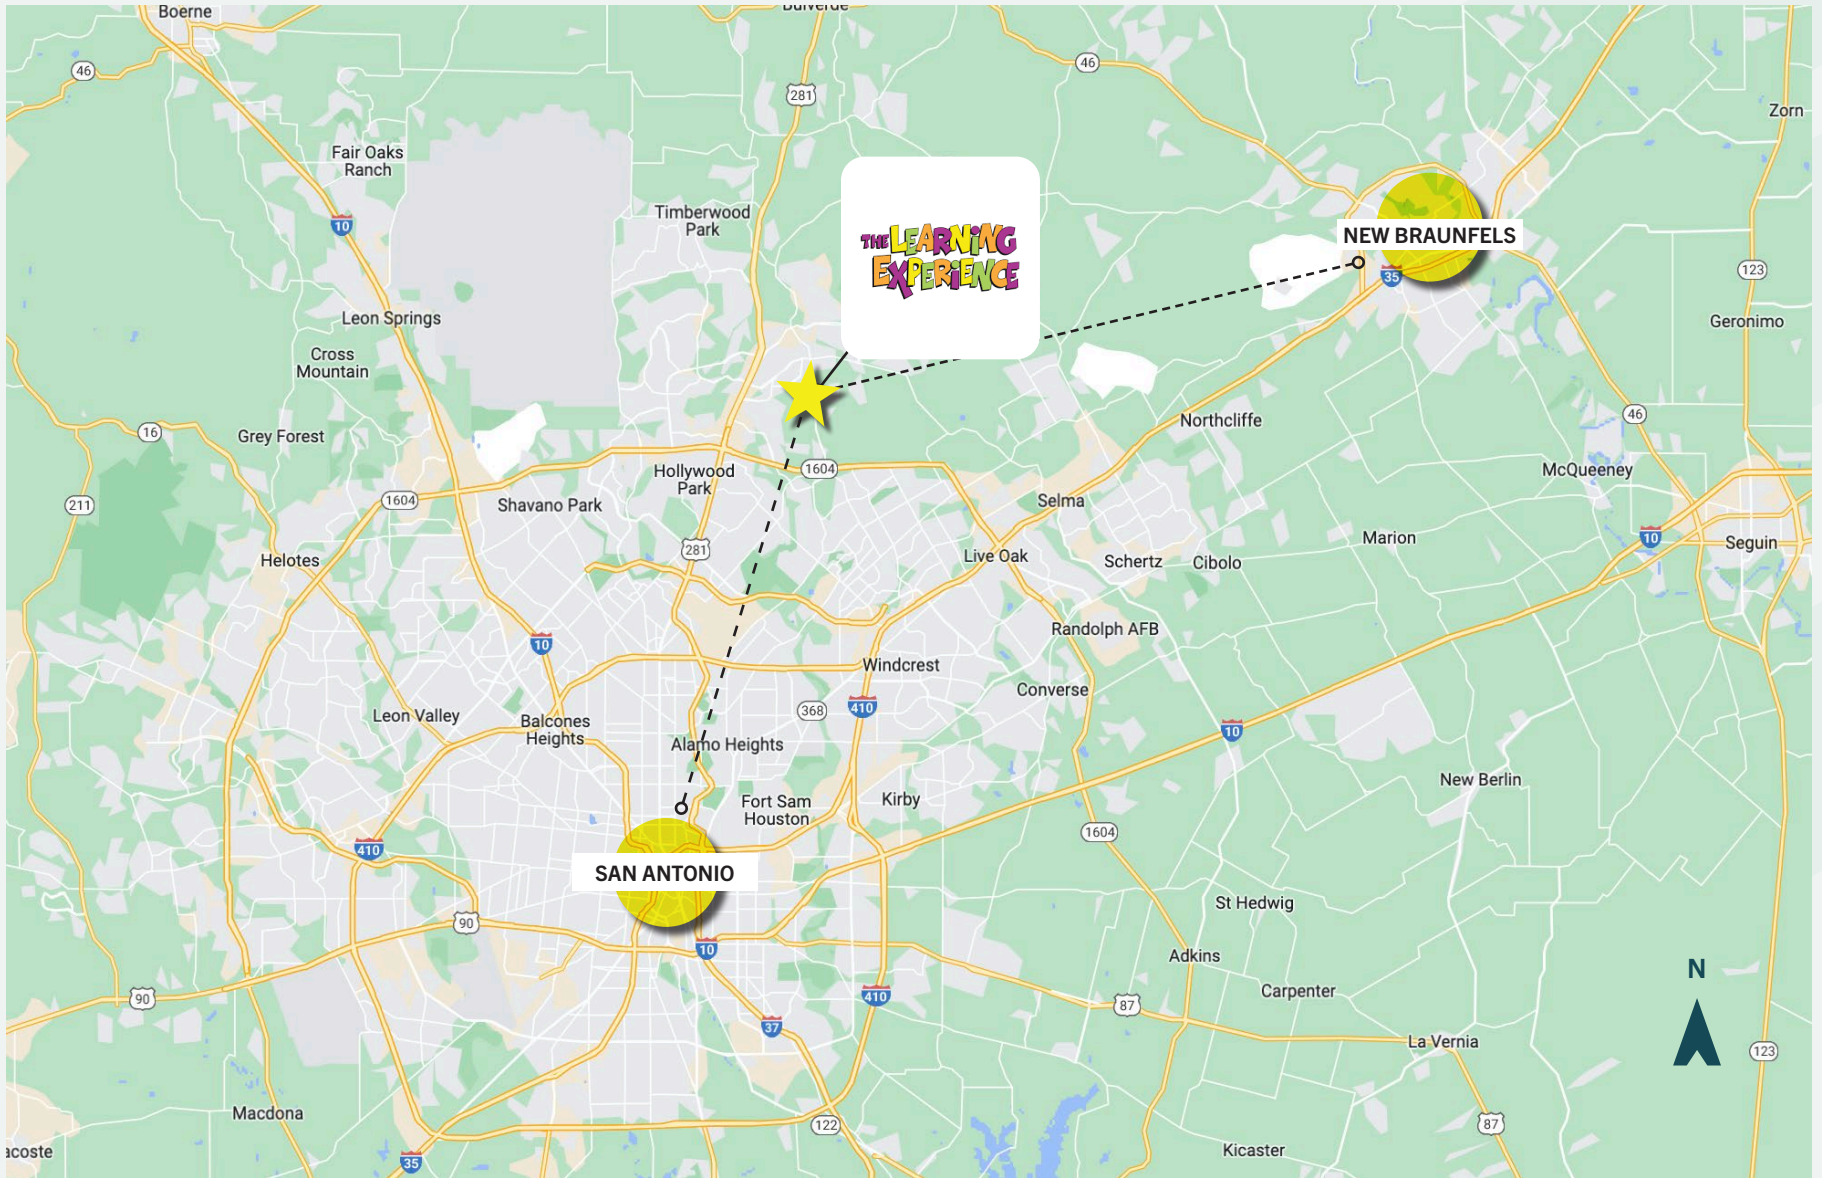 Boerne
Bulverde
46
46
281
Zorn
Fair Oaks
Ranch
10
Timberwood
Park
THE LEARNING
EXPERIENCE
NEW BRAUNFELS
35
123
Leon Springs
Geronimo
Cross
Mountain
16
Grey Forest
Northcliffe
46
Hollywood
Park
1604
McQueeney
1604
Shavano Park
Selma
211
281
Live Oak
Marion
10
Seguin
Helotes
Schertz
Cibolo
10
Randolph AFB
Windcrest
Converse
Leon Valley
368
410
Balcones
Heights
10
Alamo Heights
New Berlin
Fort Sam
Houston
Kirby
1604
410
SAN ANTONIO
St Hedwig
90
10
Adkins
N
90
410
Carpenter
87
37
La Vernia
123
Macdona
122
87
acoste
35
Kicaster